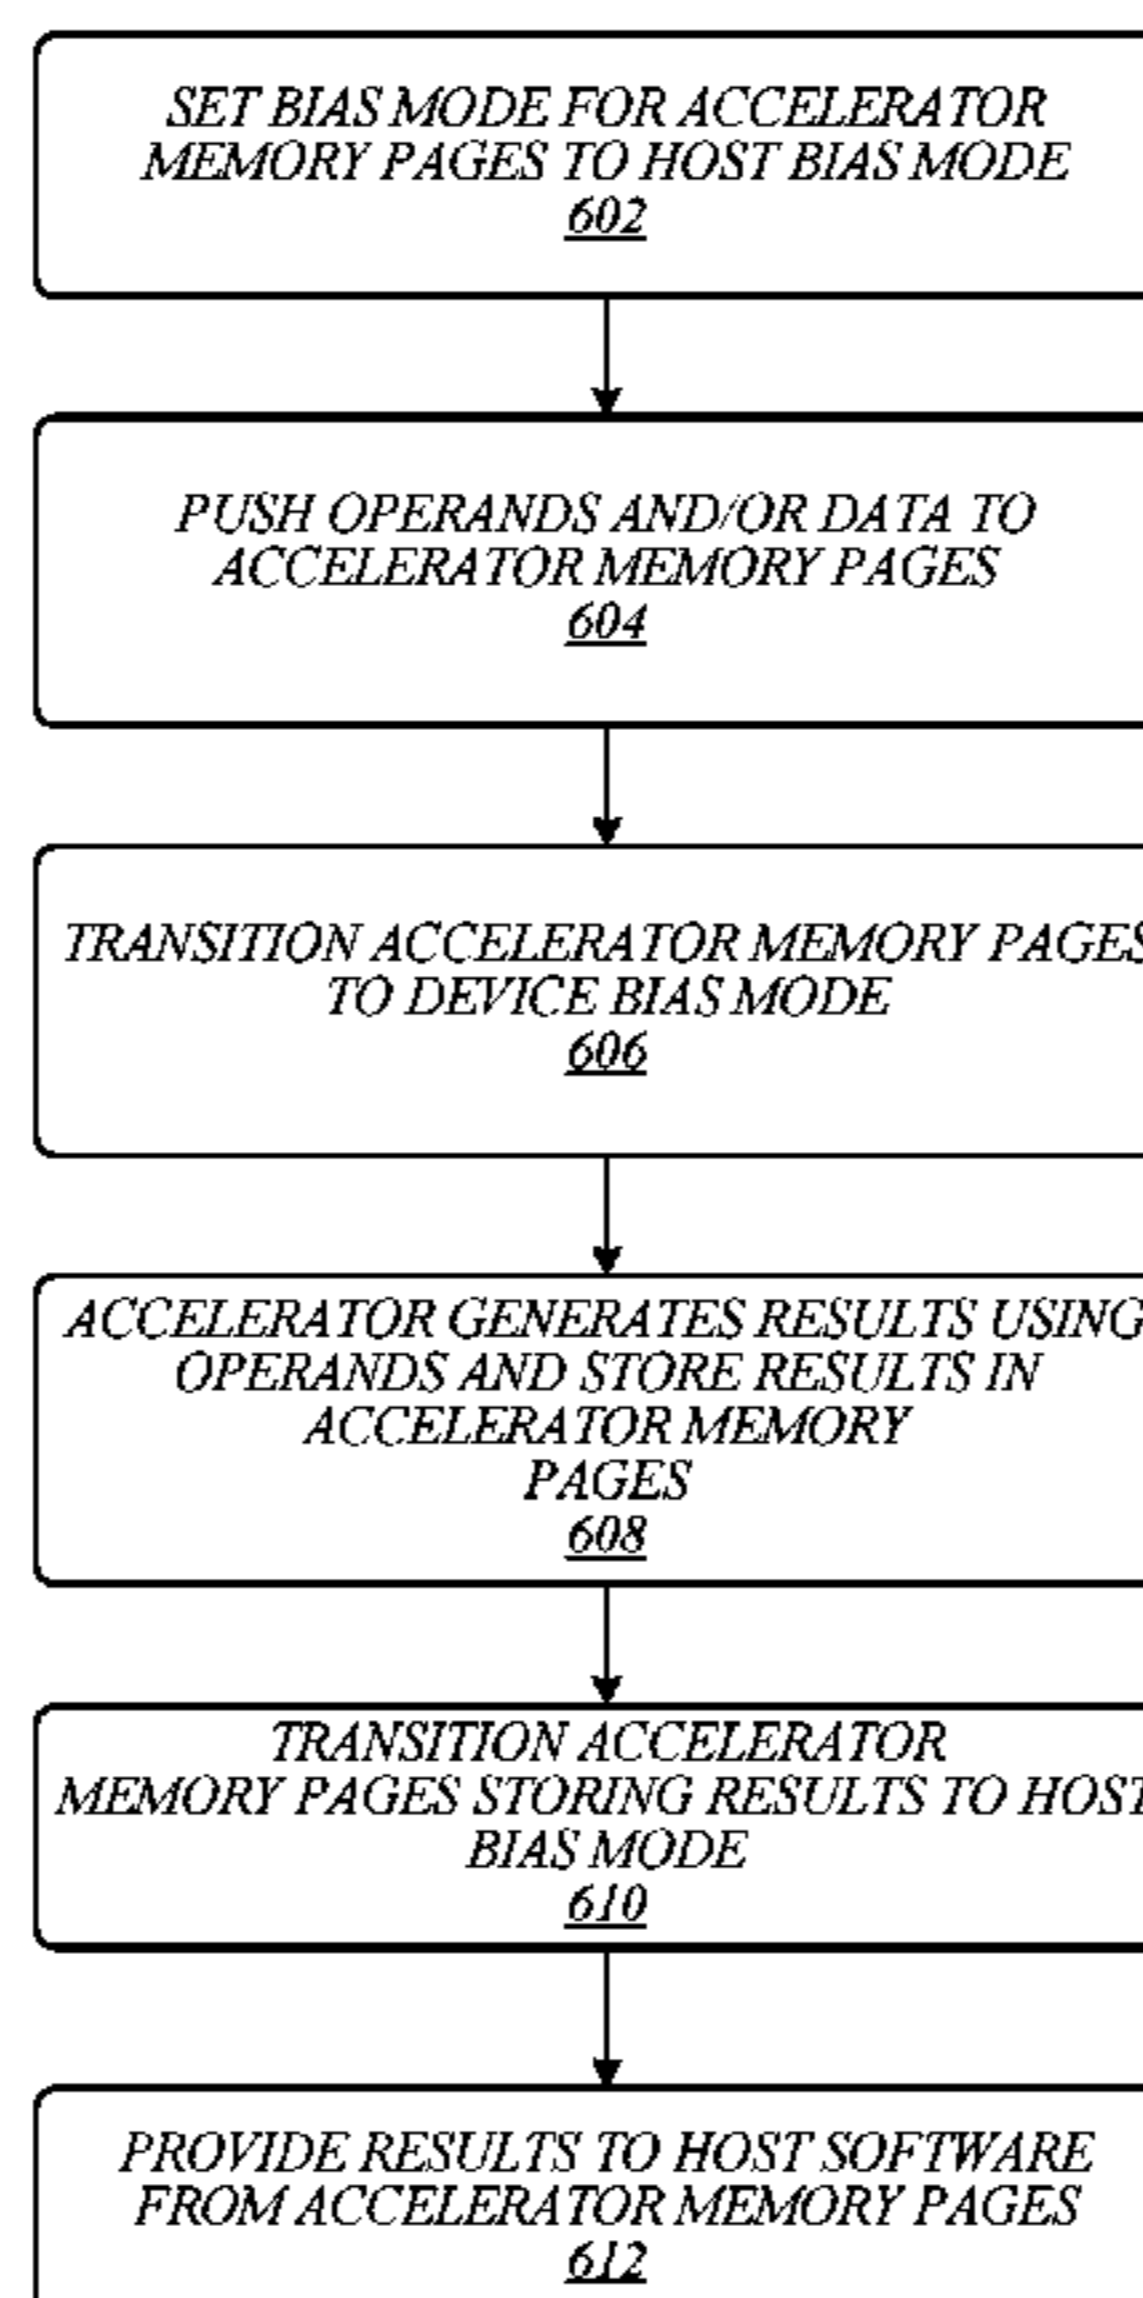 SET BIAS MODE FOR ACCELERATOR
MEMORY PAGES TO HOST BIAS MODE
602
PUSH OPERANDS AND/OR DATA TO
ACCELERATOR MEMORY PAGES
604
TRANSITION ACCELERATOR MEMORY PAGES
TO DEVICE BIAS MODE
606
ACCELERATOR GENERATES RESULTS USING
OPERANDS AND STORE RESULTS IN
ACCELERATOR MEMORY
PAGES
608
TRANSITION ACCELERATOR
MEMORY PAGES STORING RESULTS TO HOST
BIAS MODE
610
PROVIDE RESULTS TO HOST SOFTWARE
FROM ACCELERATOR MEMORY PAGES
612